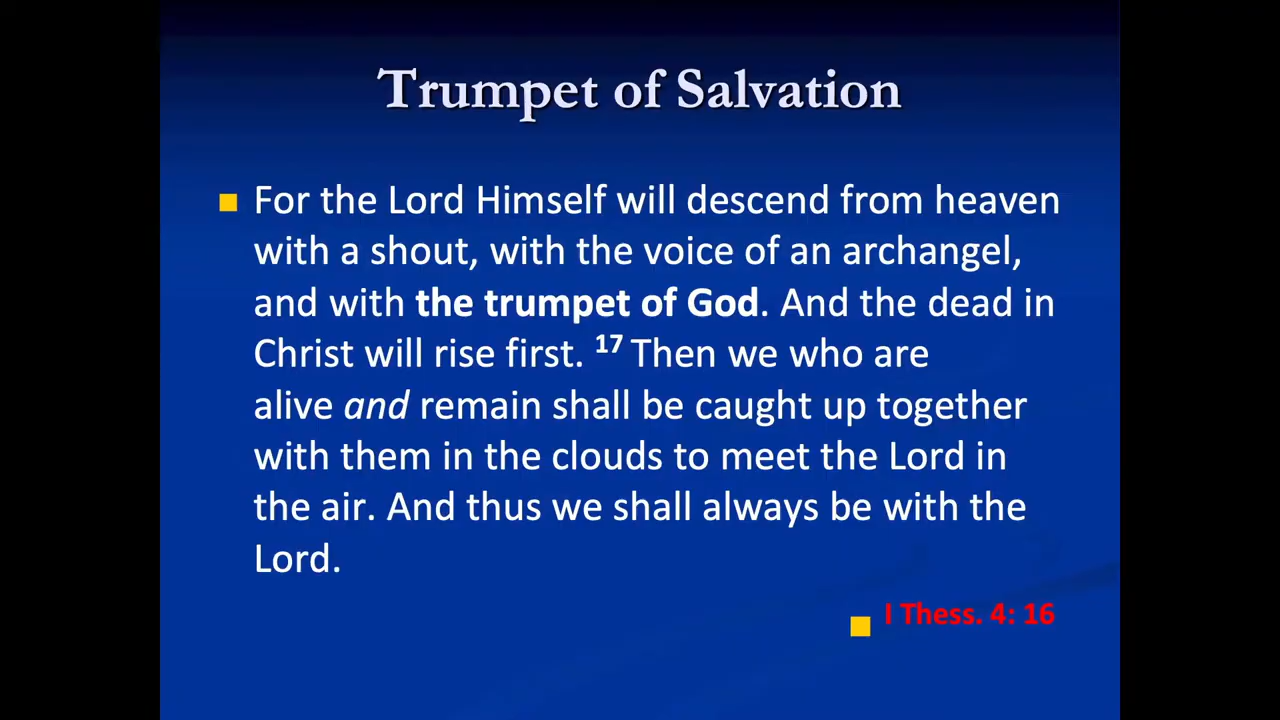 Trumpet of Salvation
For the Lord Himself will descend from heaven
with a shout, with the voice of an archangel,
and with the trumpet of God. And the dead in
Christ will rise first. 17 Then we who are
alive and remain shall be caught up together
with them in the clouds to meet the Lord in
the air. And thus we shall always be with the
Lord.
I Thess. 4: 16